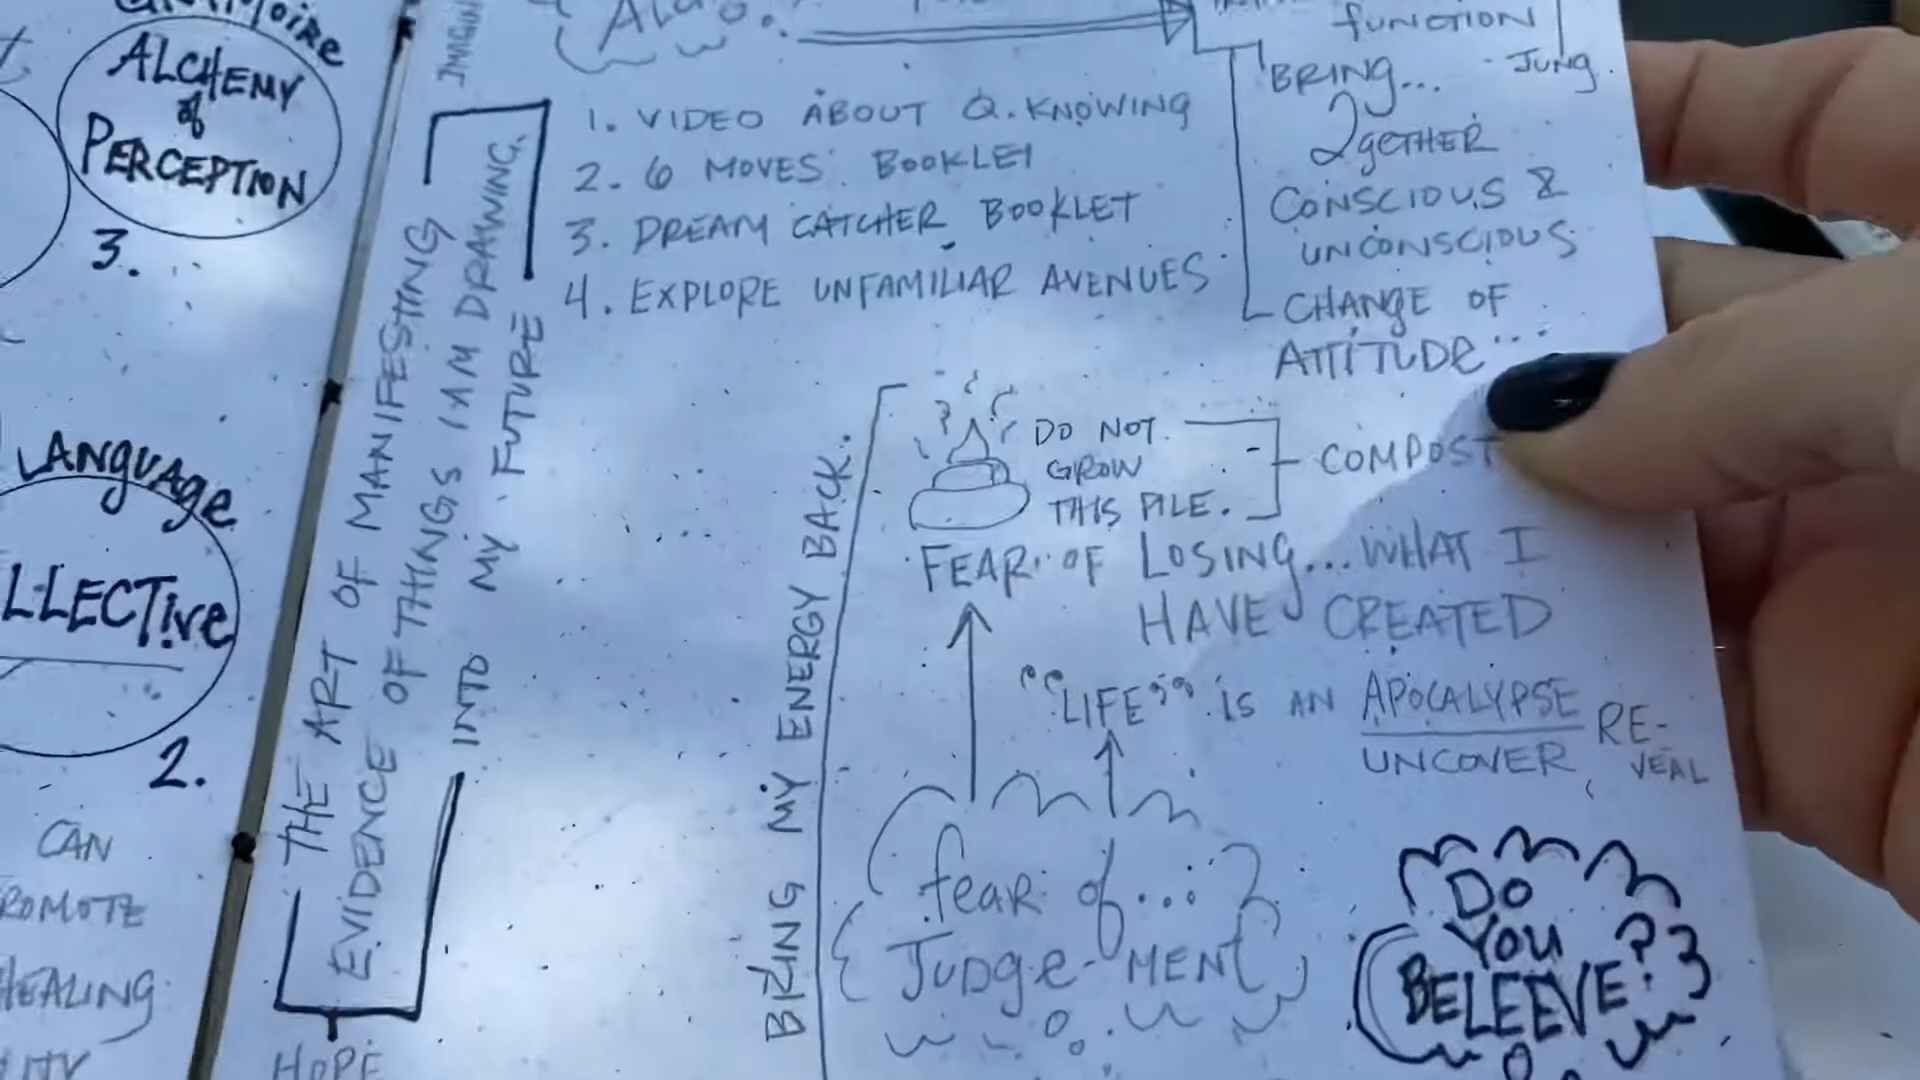 ALCHEMY
of
PERCEPTION
3.
LANGUAGE
LLECTive
2.
CAN
ROMOTE
HEALING
THE ART OF MANIFESTING
EVIDENCE OF THINGS I AM DRAWING.
INTO MY FUTURE
HOPE
1. VIDEO ABOUT Q. KNOWING
2. 6 MOVES BOOKLET
3. DREAM CATCHER BOOKLET
4. EXPLORE UNFAMILIAR AVENUES
FUNCTION
BRING... - JUNG.
2GETHER
CONSCIOUS &
UNCONSCIOUS
CHANGE OF
ATTITUDE...
BRING MY ENERGY BACK.
DO NOT
GROW
THIS PILE.
COMPOST
FEAR OF LOSING... WHAT I
HAVE CREATED
"LIFE" IS AN APOCALYPSE
UNCOVER, RE-
VEAL
fear of...
JUDGE-MENT
DO
YOU
BELEEVE?